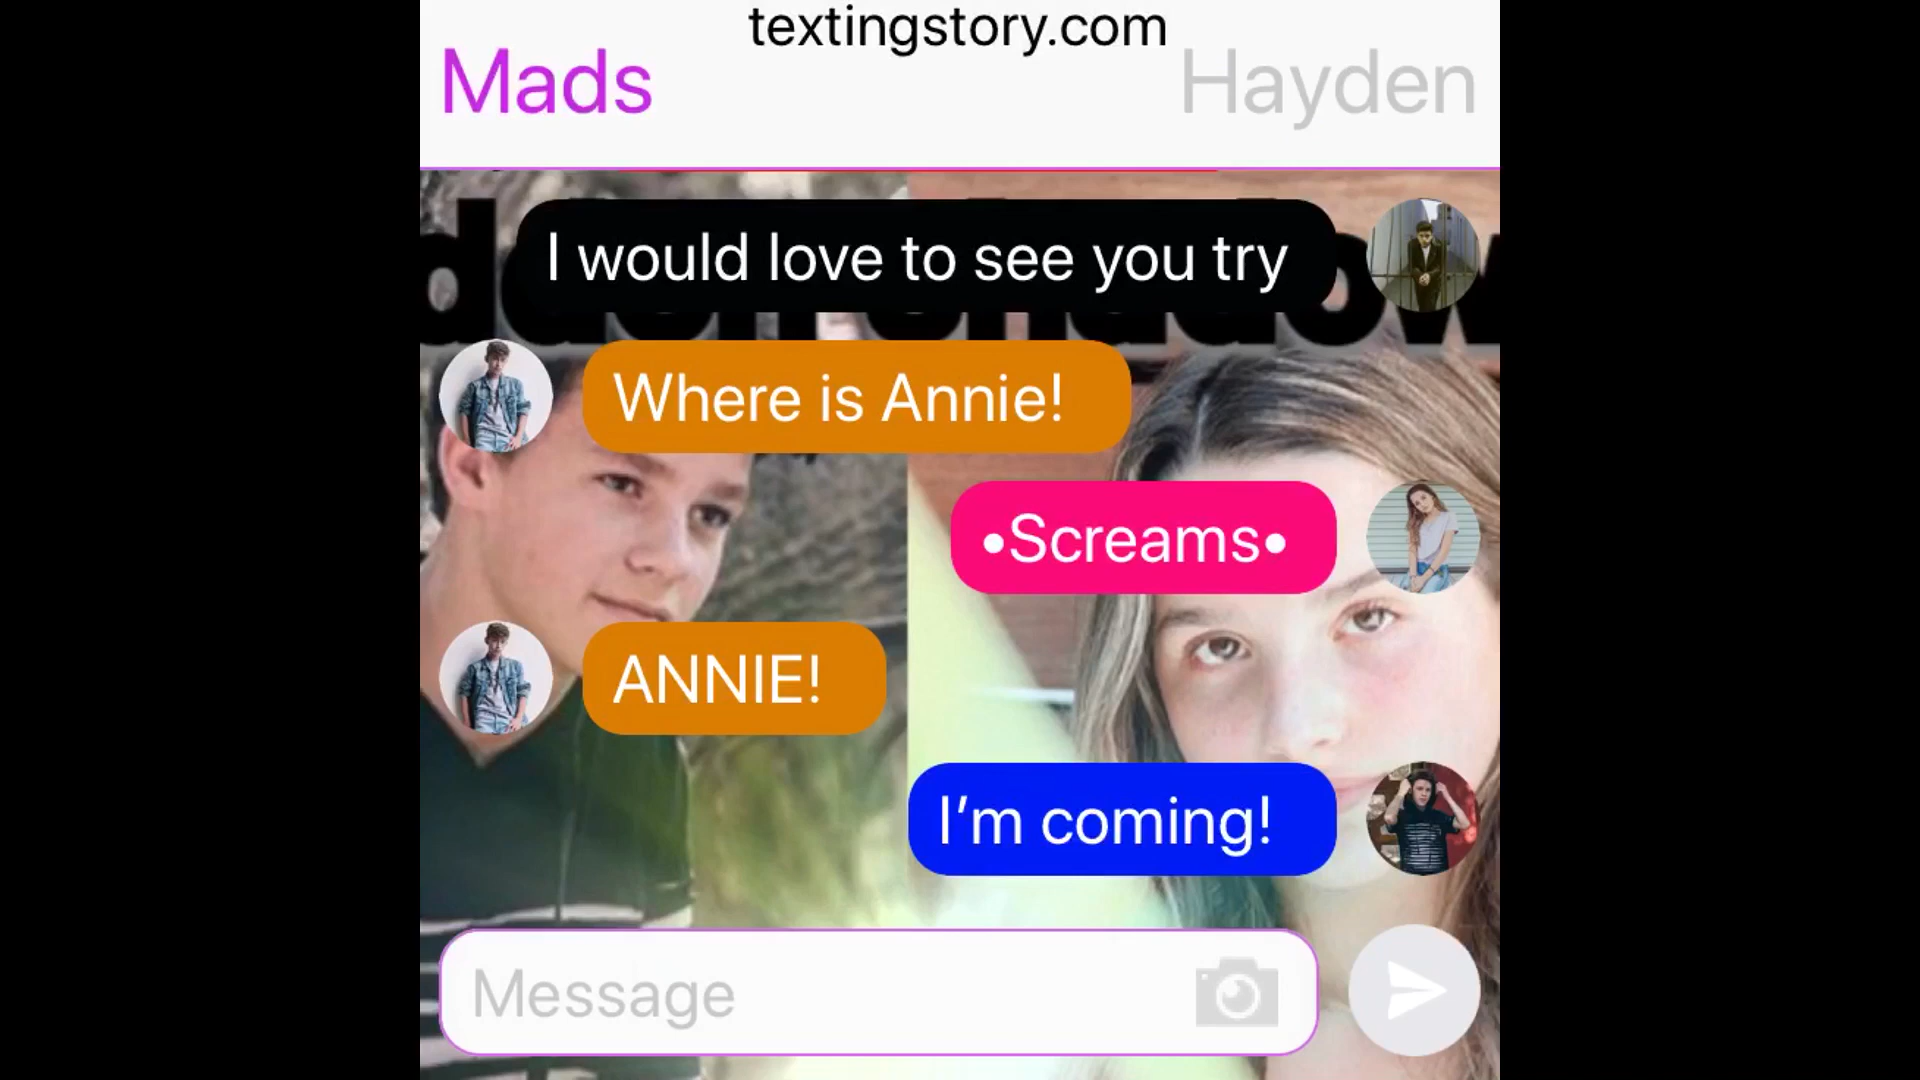 textingstory.com
Mads
Hayden
I would love to see you try
Where is Annie!
•Screams•
ANNIE!
I’m coming!
Message